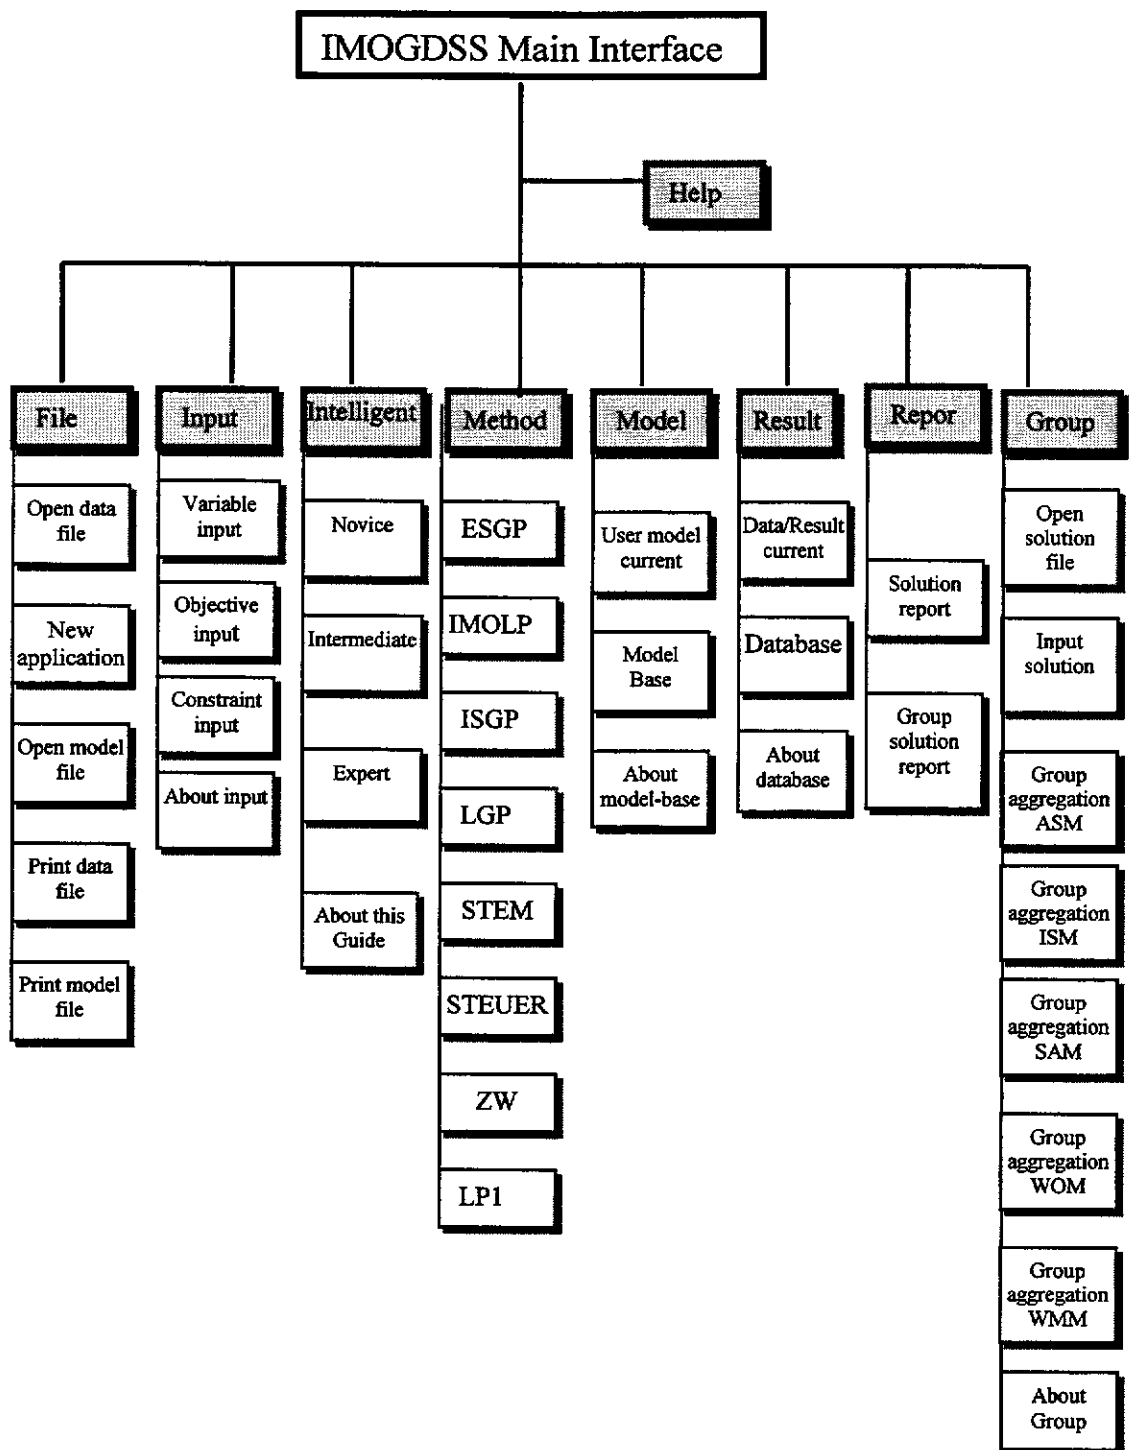 IMOGDSS Main Interface
Help
File
Open data
file
New
application
Open model
file
Print data
file
Print model
file
Input
Variable
input
Objective
input
Constraint
input
About input
Intelligent
Novice
Intermediate
Expert
About this
Guide
Method
ESGP
IMOLP
ISGP
LGP
STEM
STEUER
ZW
LP1
Model
User model
current
Model
Base
About
model-base
Result
Data/Result
current
Database
About
database
Repor
Solution
report
Group
solution
report
Group
Open
solution
file
Input
solution
Group
aggregation
ASM
Group
aggregation
ISM
Group
aggregation
SAM
Group
aggregation
WOM
Group
aggregation
WMM
About
Group